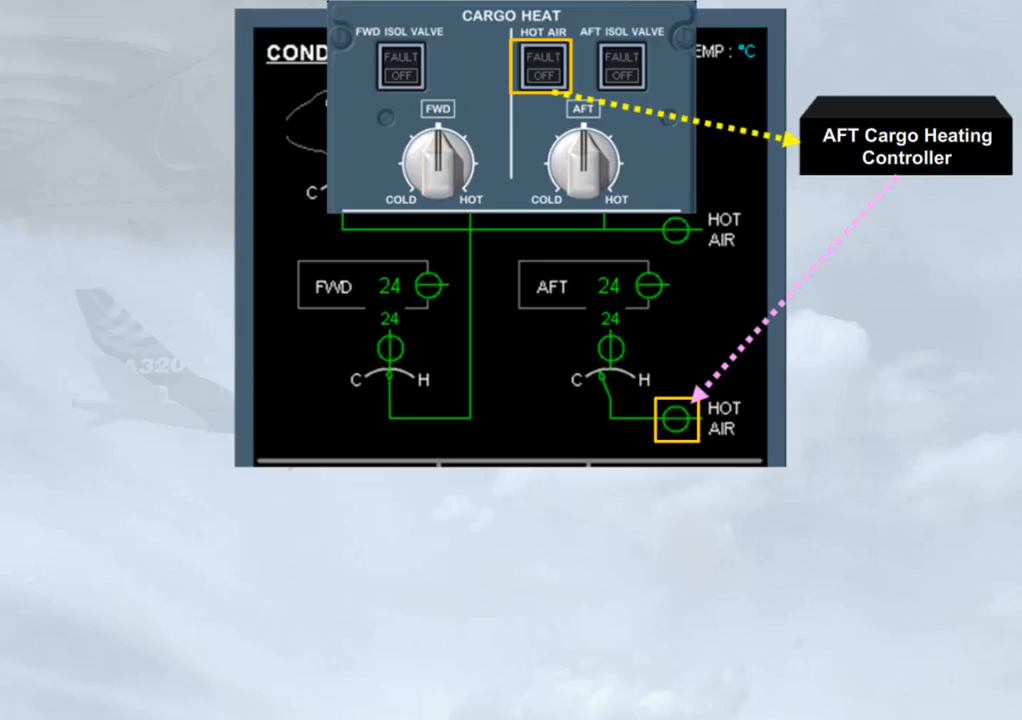 CARGO HEAT
FWD ISOL VALVE
HOT AIR
AFT ISOL VALVE
COND
EMP : °C
FAULT
OFF
FAULT
OFF
FAULT
OFF
FWD
AFT
COLD
HOT
COLD
HOT
AFT Cargo Heating
Controller
C
HOT
AIR
FWD
24
AFT
24
24
24
C
H
C
H
HOT
AIR
A320